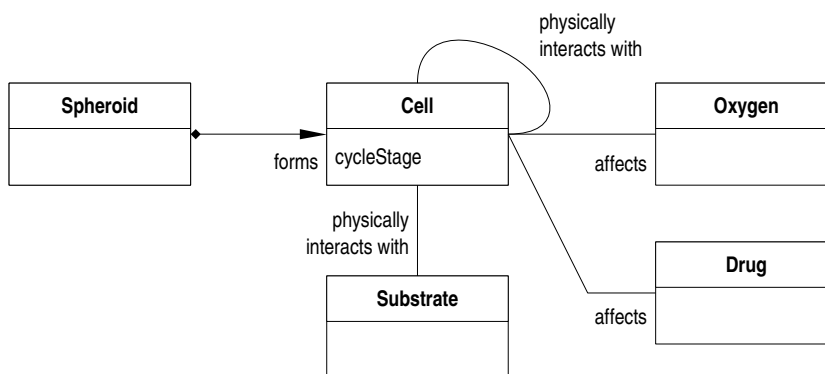 physically
interacts with
Spheroid
Cell
Oxygen
forms
cycleStage
affects
physically
interacts with
Drug
Substrate
affects